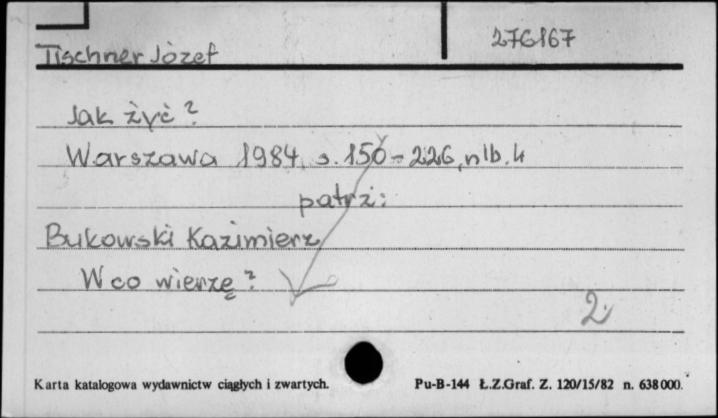 276167
Tischner Józef
Jak żyć?
Warszawa 1984, s. 150-226, nlb. 4
patrz:
Bukowski Kazimierz
W co wierzę?
2
Karta katalogowa wydawnictw ciągłych i zwartych.
Pu-B-144 Ł.Z.Graf. Z. 120/15/82 n. 638000.